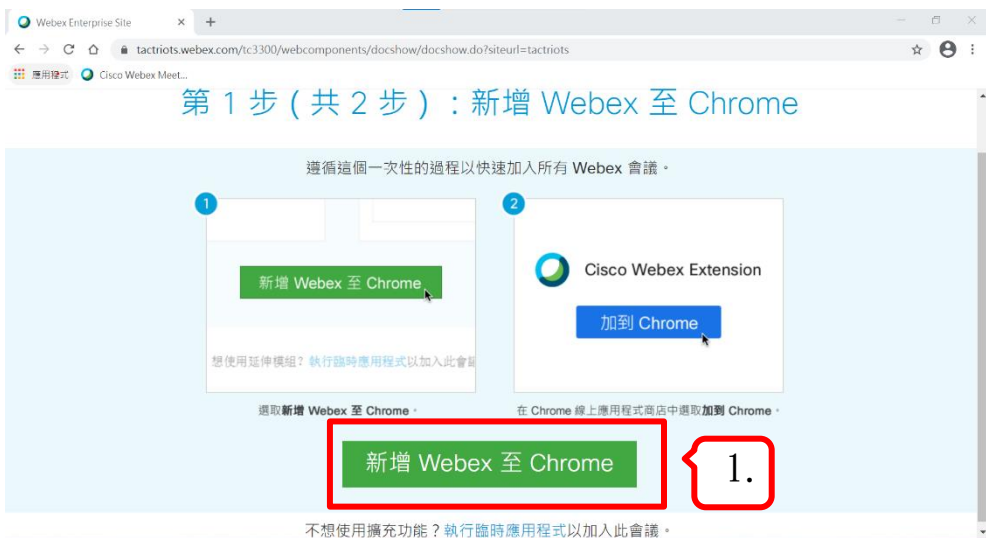 Webex Enterprise Site
tactriots.webex.com/tc3300/webcomponents/docshow/docshow.do?siteurl=tactriots
應用程式 Cisco Webex Meet...
第 1 步 ( 共 2 步 ) ：新增 Webex 至 Chrome
遵循這個一次性的過程以快速加入所有 Webex 會議。
1
新增 Webex 至 Chrome
想使用延伸模組? 執行臨時應用程式以加入此會議
選取新增 Webex 至 Chrome。
2
Cisco Webex Extension
加到 Chrome
在 Chrome 線上應用程式商店中選取加到 Chrome。
新增 Webex 至 Chrome
1.
不想使用擴充功能？執行臨時應用程式以加入此會議。